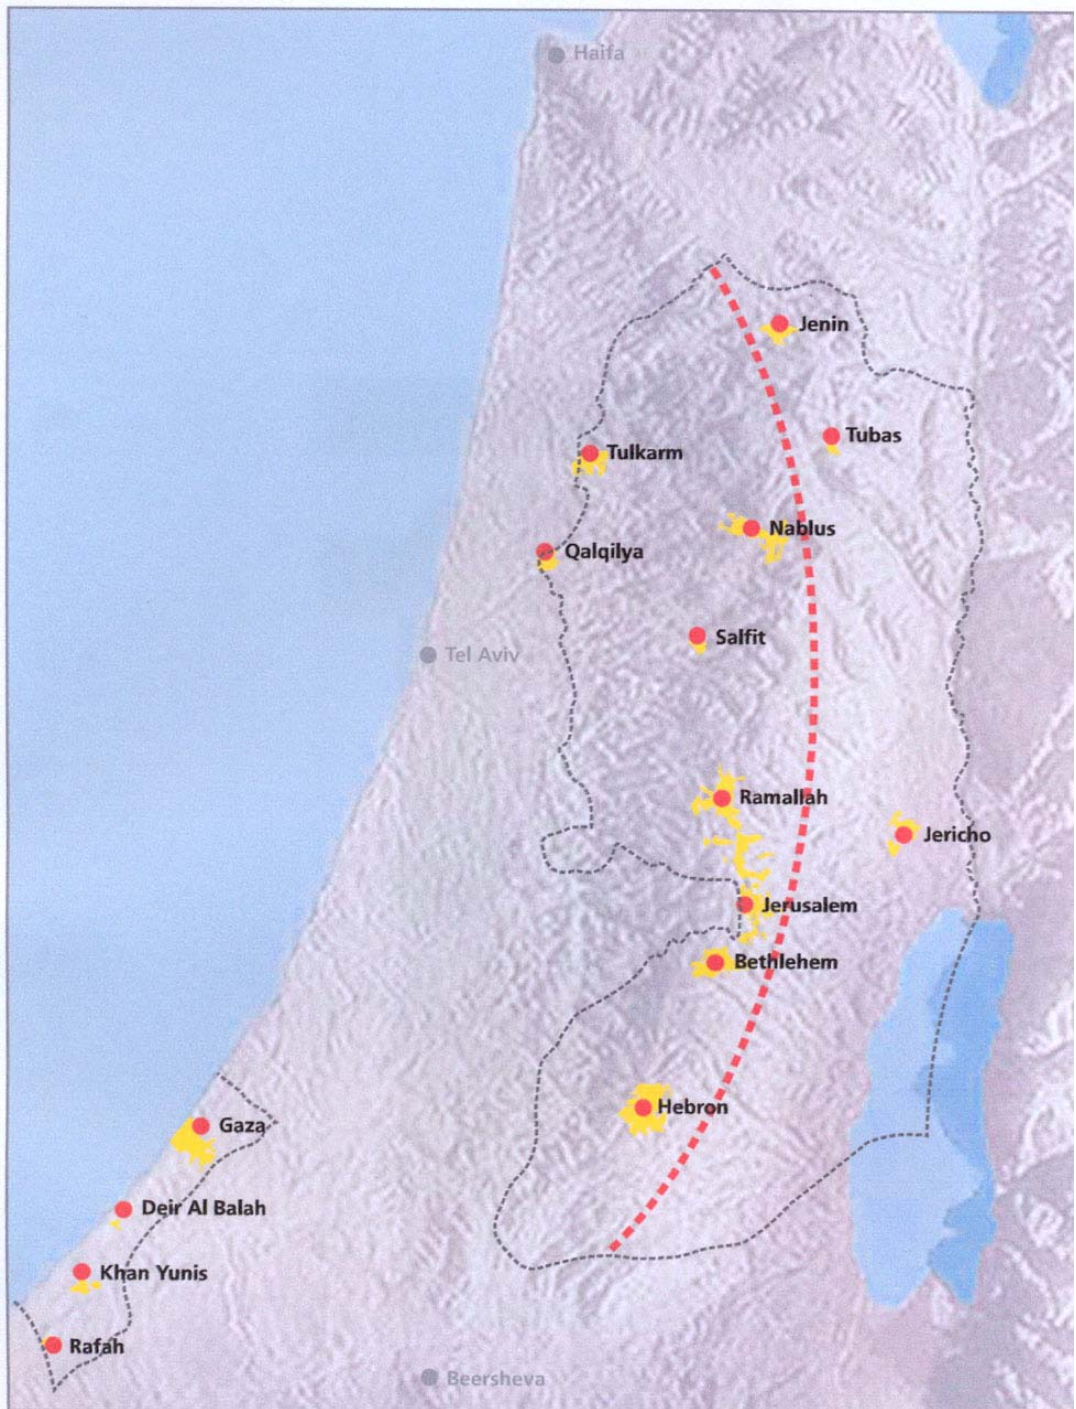 Haifa
Jenin
Tubas
Tulkarm
Nablus
Qalqilya
Salfit
Tel Aviv
Ramallah
Jericho
Jerusalem
Bethlehem
Hebron
Gaza
Deir Al Balah
Khan Yunis
Rafah
Beersheva